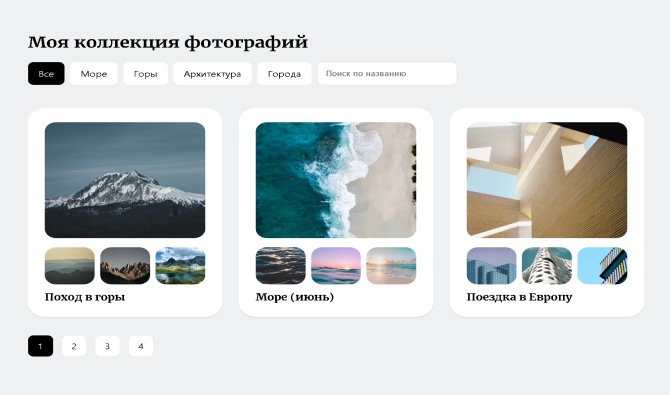 Моя коллекция фотографий
Все Море Горы Архитектура Города Поиск по названию
Поход в горы Море (июнь) Поездка в Европу
1 2 3 4